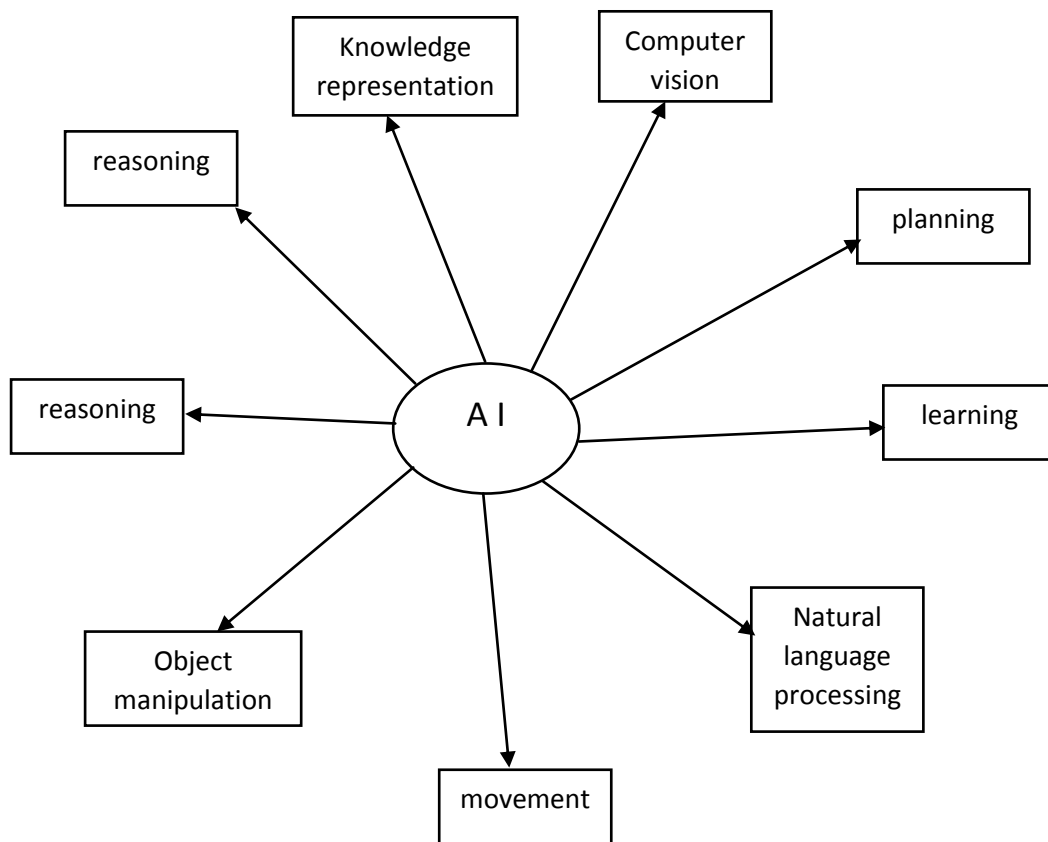 Knowledge
representation
Computer
vision
reasoning
planning
reasoning
A I
learning
Object
manipulation
Natural
language
processing
movement